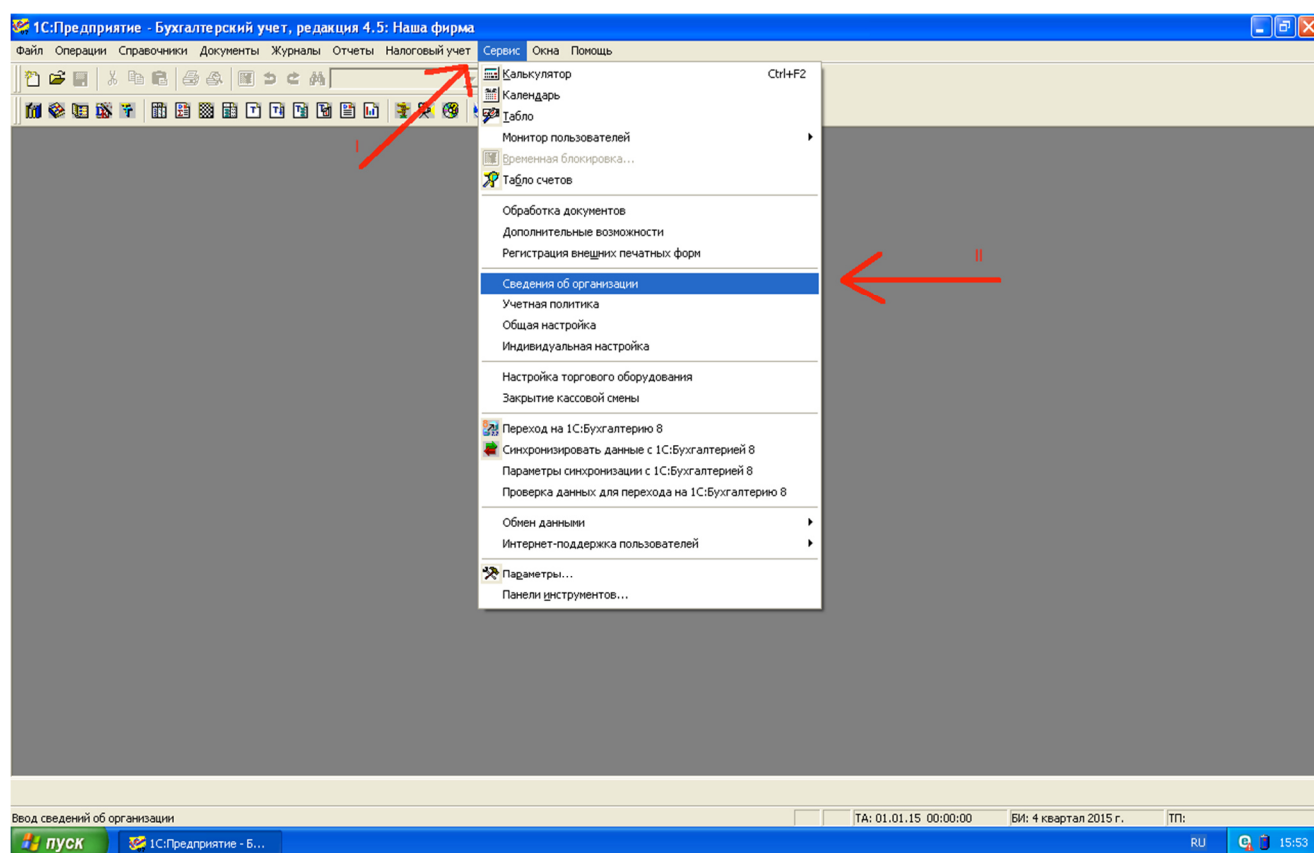 1С:Предприятие - Бухгалтерский учет, редакция 4.5: Наша фирма
Файл Операции Справочники Документы Журналы Отчеты Налоговый учет Сервис Окна Помощь
Калькулятор Ctrl+F2
Календарь
Табло
I
Монитор пользователей
Временная блокировка...
Табло счетов
Обработка документов
Дополнительные возможности
Регистрация внешних печатных форм
II
Сведения об организации
Учетная политика
Общая настройка
Индивидуальная настройка
Настройка торгового оборудования
Закрытие кассовой смены
Переход на 1С:Бухгалтерию 8
Синхронизировать данные с 1С:Бухгалтерией 8
Параметры синхронизации с 1С:Бухгалтерией 8
Проверка данных для перехода на 1С:Бухгалтерию 8
Обмен данными
Интернет-поддержка пользователей
Параметры...
Панели инструментов...
Ввод сведений об организации ТА: 01.01.15 00:00:00 БИ: 4 квартал 2015 г. ТП:
пуск 1С:Предприятие - Б... RU 15:53